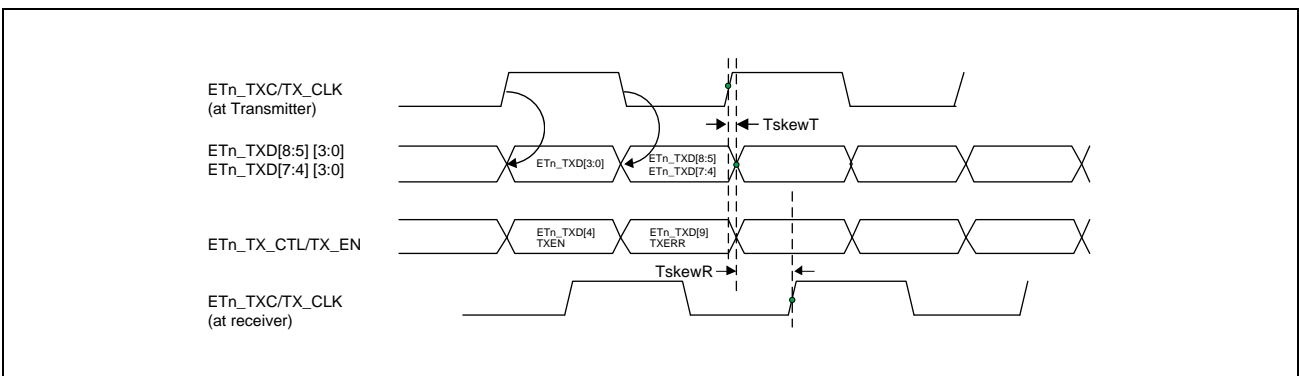 ETn_TXC/TX_CLK
(at Transmitter)
TskewT
ETn_TXD[8:5] [3:0]
ETn_TXD[7:4] [3:0]
ETn_TXD[3:0]
ETn_TXD[8:5]
ETn_TXD[7:4]
ETn_TX_CTL/TX_EN
ETn_TXD[4]
TXEN
ETn_TXD[9]
TXERR
TskewR
ETn_TXC/TX_CLK
(at receiver)